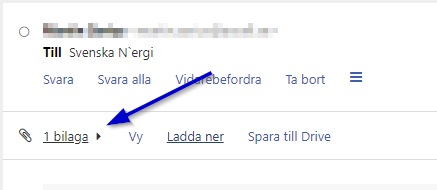 Till Svenska N`ergi
Svara Svara alla Vidarebefordra Ta bort
1 bilaga Vy Ladda ner Spara till Drive